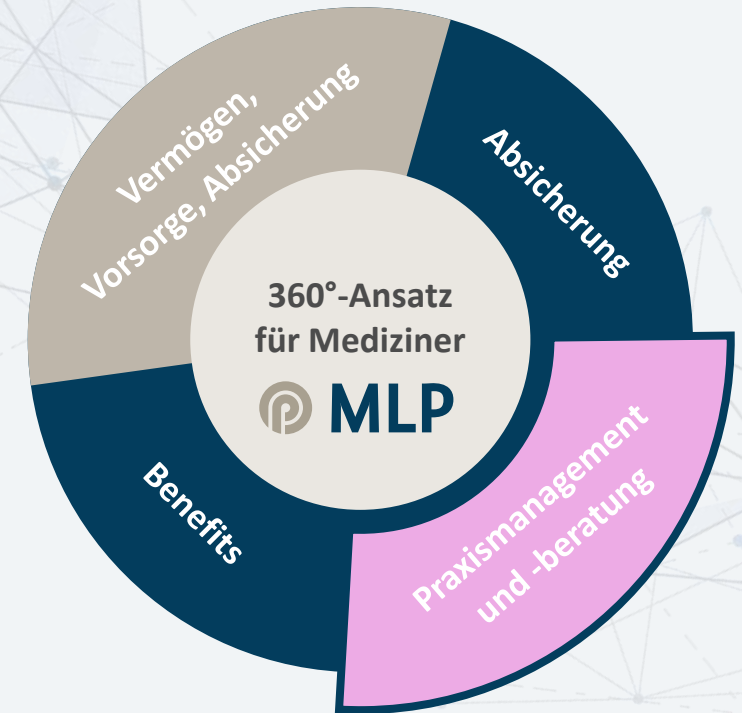 Vermögen,
Vorsorge, Absicherung
Absicherung
360°-Ansatz
für Mediziner
MLP
Praxismanagement
und -beratung
Benefits